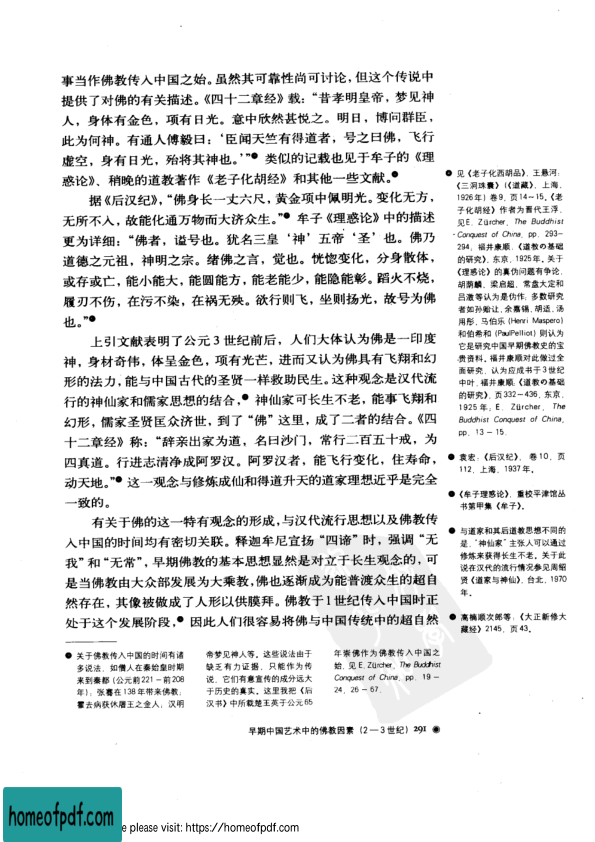 事当作佛教传入中国之始。虽然其可靠性尚可讨论，但这个传说中
提供了对佛的有关描述。《四十二章经》载：“昔孝明皇帝，梦见神
人，身体有金色，项有日光。意中欣然甚悦之。明日，博问群臣，
此为何神。有通人傅毅曰：‘臣闻天竺有得道者，号之曰佛，飞行
虚空，身有日光，殆将其神也。’” 类似的记载也见于牟子的《理
惑论》、稍晚的道教著作《老子化胡经》和其他一些文献。
据《后汉纪》，“佛身长一丈六尺，黄金项中佩明光。变化无方，
无所不入，故能化通万物而大济众生。” 牟子《理惑论》中的描述
更为详细：“佛者，谥号也。犹名三皇‘神’五帝‘圣’也。佛乃
道德之元祖，神明之宗。绪佛之言，觉也。恍惚变化，分身散体，
或存或亡，能小能大，能圆能方，能老能少，能隐能彰。蹈火不烧，
履刃不伤，在污不染，在祸无殃。欲行则飞，坐则扬光，故号为佛
也。”
上引文献表明了公元3世纪前后，人们大体认为佛是一印度
神，身材奇伟，体呈金色，项有光芒，进而又认为佛具有飞翔和幻
形的法力，能与中国古代的圣贤一样救助民生。这种观念是汉代流
行的神仙家和儒家思想的结合， 神仙家可长生不老，能事飞翔和
幻形，儒家圣贤匡众济世，到了“佛”这里，成了二者的结合。《四
十二章经》称：“辞亲出家为道，名曰沙门，常行二百五十戒，为
四真道。行进志清净成阿罗汉。阿罗汉者，能飞行变化，住寿命，
动天地。” 这一观念与修炼成仙和得道升天的道家理想近乎是完全
一致的。
有关于佛的这一特有观念的形成，与汉代流行思想以及佛教传
入中国的时间均有密切关联。释迦牟尼宣扬“四谛”时，强调“无
我”和“无常”，早期佛教的基本思想显然是对立于长生观念的，可
是当佛教由大众部发展为大乘教，佛也逐渐成为能普渡众生的超自
然存在，其像被做成了人形以供膜拜。佛教于1世纪传入中国时正
处于这个发展阶段， 因此人们很容易将佛与中国传统中的超自然
见《老子化西胡品》，王悬河：
《三洞珠囊》（《道藏》，上海，
1926年）卷9，页14－15。《老
子化胡经》作者为晋代王浮，
见E. Zürcher, The Buddhist
Conquest of China, pp. 293－
294，福井康顺：《道教の基础
的研究》，东京，1925年。关于
《理惑论》的真伪问题有争论，
胡荫麟、梁启超、常盘大定和
吕澂等认为是伪作；多数研究
者如孙贻让、余嘉锡、胡适、汤
用彤、马伯乐 (Henri Maspero)
和伯希和 (PaulPelliot) 则认为
它是研究中国早期佛史的宝
贵资料。福井康顺对此做过全
面研究，认为应成书于3世纪
中叶，福井康顺：《道教の基础
的研究》，页332－436，东京，
1925年；E. Zürcher, The
Buddhist Conquest of China,
pp. 13－15.
袁宏：《后汉纪》，卷10，页
112，上海，1937年。
《牟子理惑论》，重校平津馆丛
书第甲集《牟子》。
与道家和其后道教思想不同的
是，“神仙家”主张人可以通过
修炼来获得长生不老。关于此
说在汉代的流行情况参见周绍
贤《道家与神仙》，台北，1970
年。
高楠顺次郎等：《大正新修大
藏经》2145，页43。
关于佛教传入中国的时间有诸
多说法，如僧人在秦始皇时期
来到秦都（公元前221－前208
年）；张骞在138年带来佛教；
霍去病获休屠王之金人；汉明
帝梦见神人等。这些说法由于
缺乏有力证据，只能作为传
说，它们有意宣传的成分远大
于历史的真实。这里我把《后
汉书》中所载楚王英于公元65
年崇佛作为佛教传入中国之
始，见E. Zürcher, The Buddhist
Conquest of China, pp. 19－
24, 26－67.
早期中国艺术中的佛教因素（2－3世纪） 291
homeofpdf.com
e please visit: https://homeofpdf.com